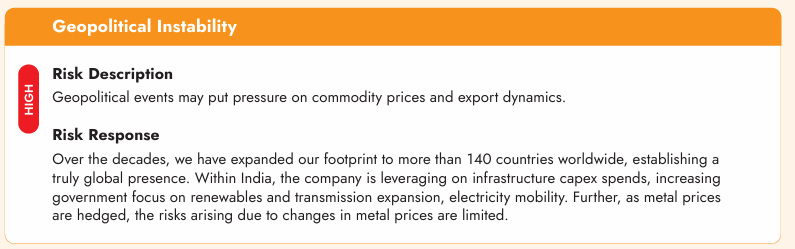 Geopolitical Instability
HIGH
Risk Description
Geopolitical events may put pressure on commodity prices and export dynamics.
Risk Response
Over the decades, we have expanded our footprint to more than 140 countries worldwide, establishing a
truly global presence. Within India, the company is leveraging on infrastructure capex spends, increasing
government focus on renewables and transmission expansion, electricity mobility. Further, as metal prices
are hedged, the risks arising due to changes in metal prices are limited.